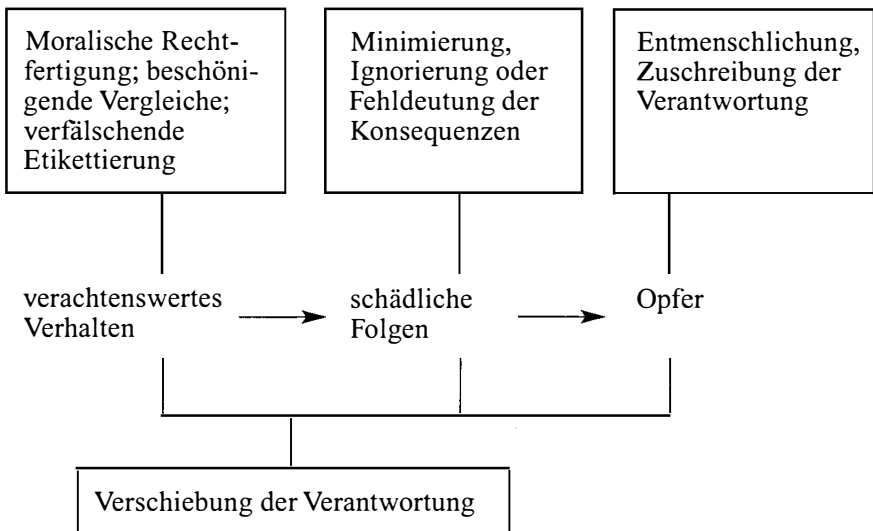 Moralische Recht-
fertigung; beschöni-
gende Vergleiche;
verfälschende
Etikettierung
Minimierung,
Ignorierung oder
Fehldeutung der
Konsequenzen
Entmenschlichung,
Zuschreibung der
Verantwortung
verachtenswertes
Verhalten
schädliche
Folgen
Opfer
Verschiebung der Verantwortung